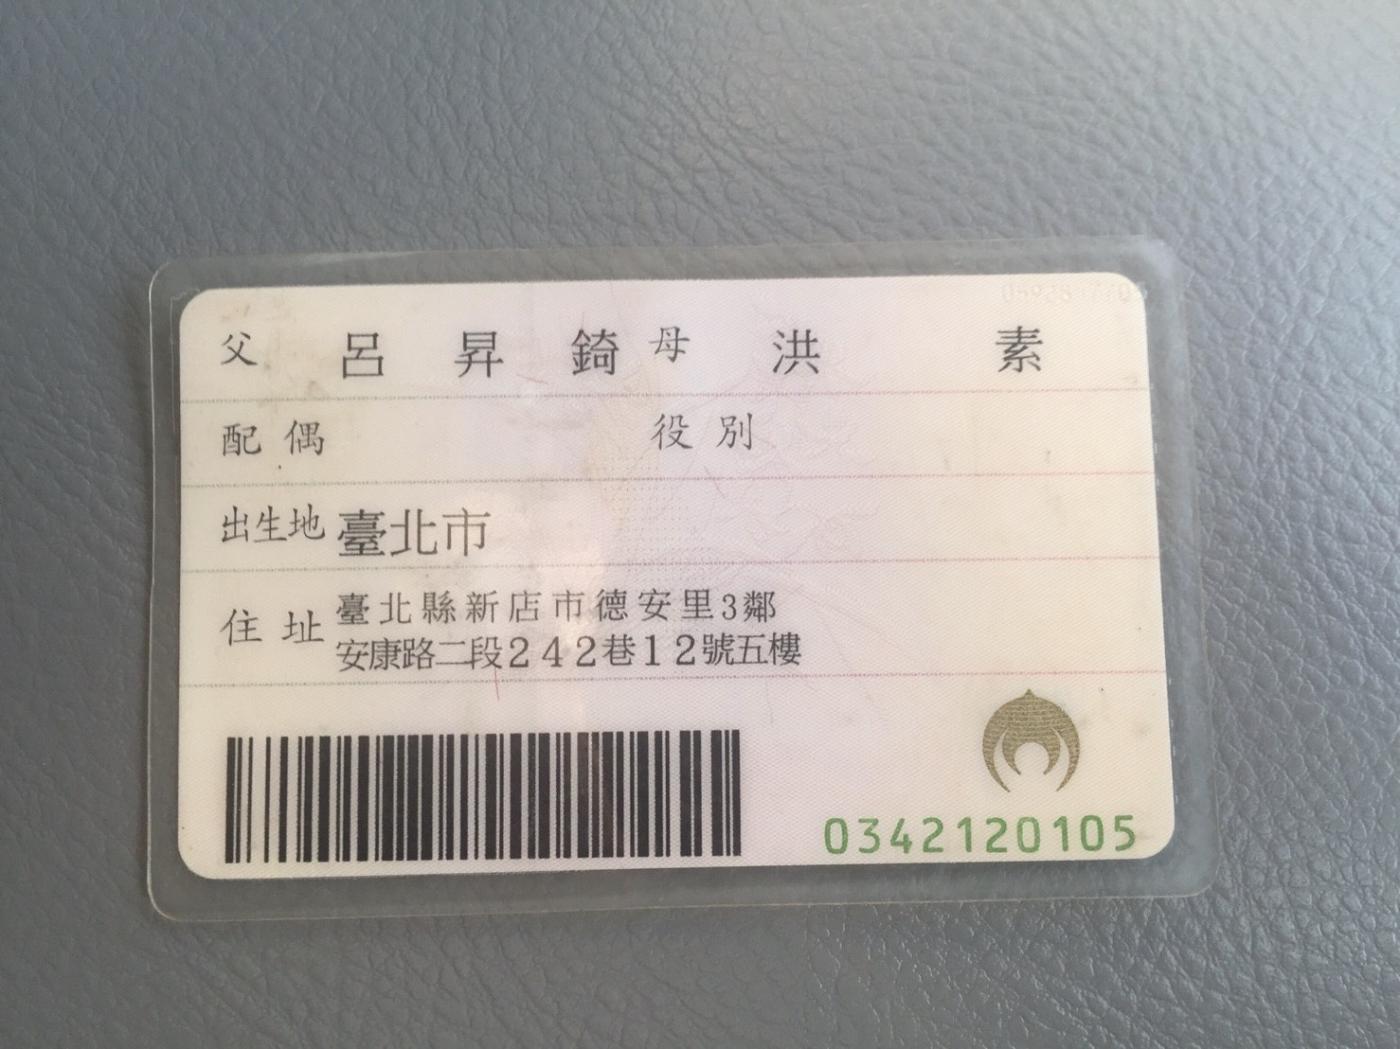 父 呂昇錡 母 洪素
配偶 役別
出生地 臺北市
住址 臺北縣新店市德安里3鄰
安康路二段242巷12號五樓
0342120105